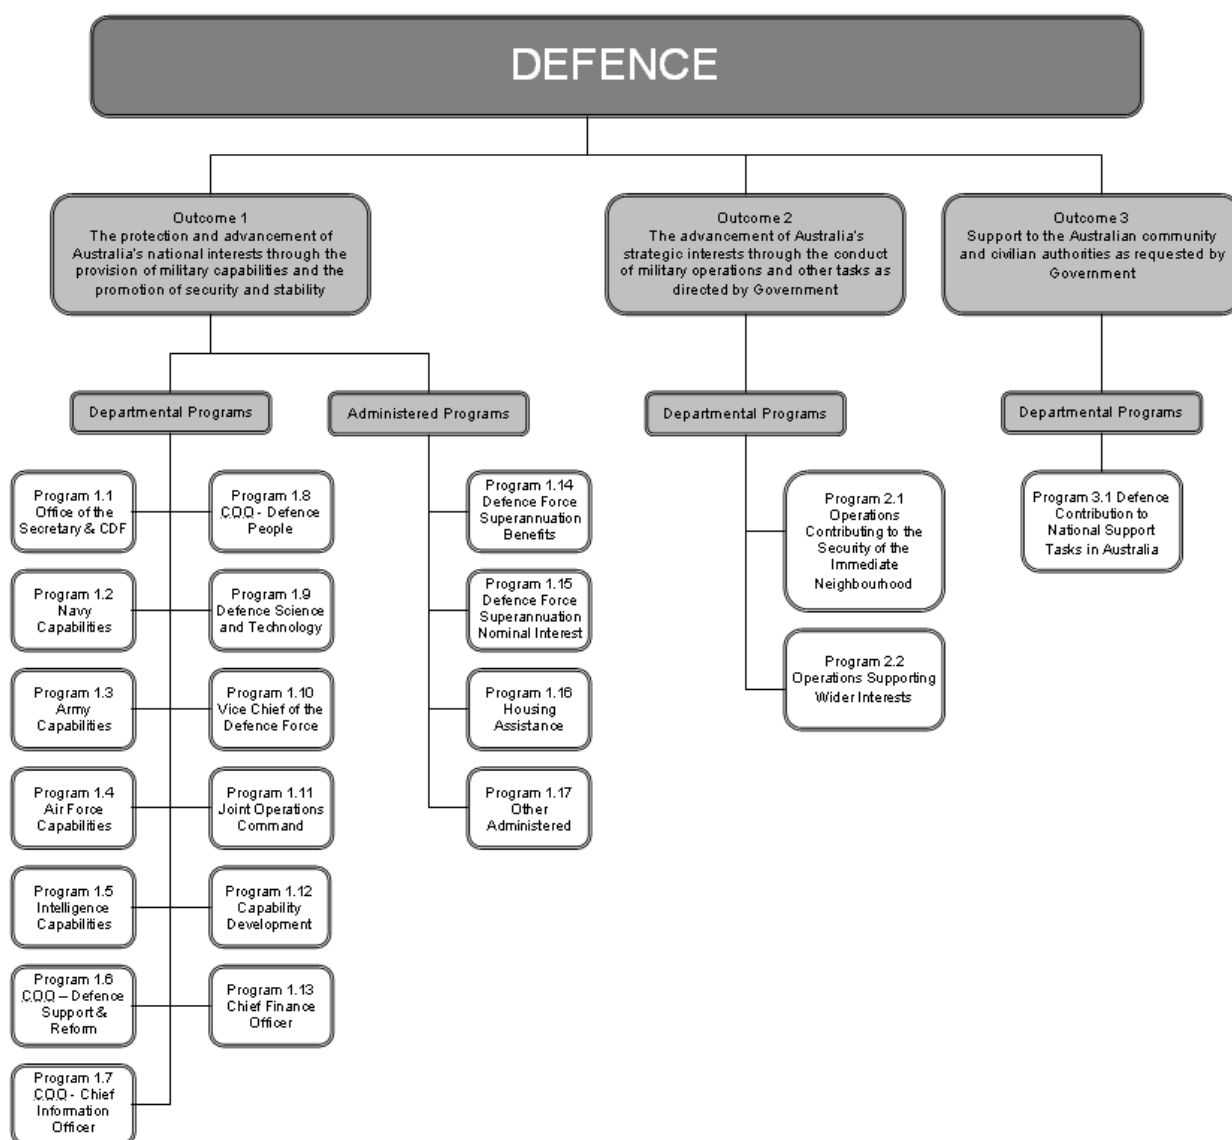 DEFENCE
Outcome 1
The protection and advancement of
Australia's national interests through the
provision of military capabilities and the
promotion of security and stability
Outcome 2
The advancement of Australia's
strategic interests through the conduct
of military operations and other tasks as
directed by Government
Outcome 3
Support to the Australian community
and civilian authorities as requested by
Government
Departmental Programs
Administered Programs
Departmental Programs
Departmental Programs
Program 1.1
Office of the
Secretary & CDF
Program 1.2
Navy
Capabilities
Program 1.3
Army
Capabilities
Program 1.4
Air Force
Capabilities
Program 1.5
Intelligence
Capabilities
Program 1.6
COO – Defence
Support &
Reform
Program 1.7
COO - Chief
Information
Officer
Program 1.8
COO - Defence
People
Program 1.9
Defence Science
and Technology
Program 1.10
Vice Chief of the
Defence Force
Program 1.11
Joint Operations
Command
Program 1.12
Capability
Development
Program 1.13
Chief Finance
Officer
Program 1.14
Defence Force
Superannuation
Benefits
Program 1.15
Defence Force
Superannuation
Nominal Interest
Program 1.16
Housing
Assistance
Program 1.17
Other
Administered
Program 2.1
Operations
Contributing to the
Security of the
Immediate
Neighbourhood
Program 2.2
Operations Supporting
Wider Interests
Program 3.1 Defence
Contribution to
National Support
Tasks in Australia